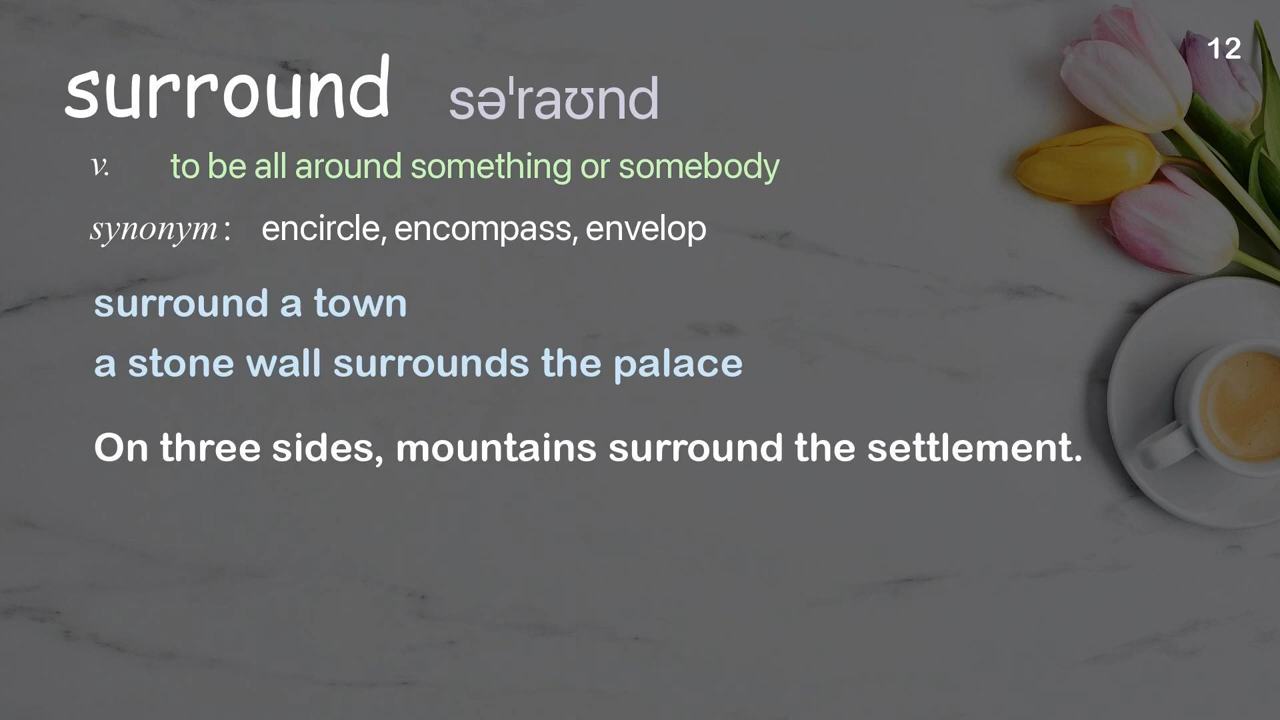 12
surround səˈraʊnd
v. to be all around something or somebody
synonym: encircle, encompass, envelop
surround a town
a stone wall surrounds the palace
On three sides, mountains surround the settlement.